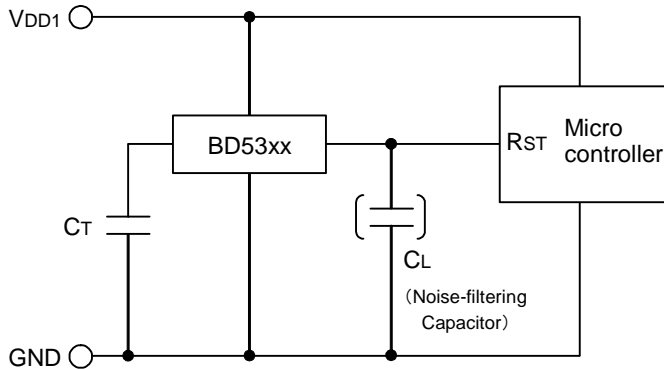 VDD1
BD53xx
RST
Micro
controller
CT
CL
（Noise-filtering
Capacitor）
GND